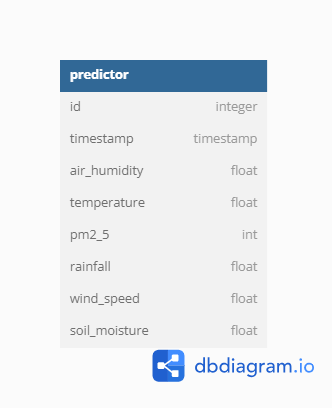 predictor
id integer
timestamp timestamp
air_humidity float
temperature float
pm2_5 int
rainfall float
wind_speed float
soil_moisture float
dbdiagram.io